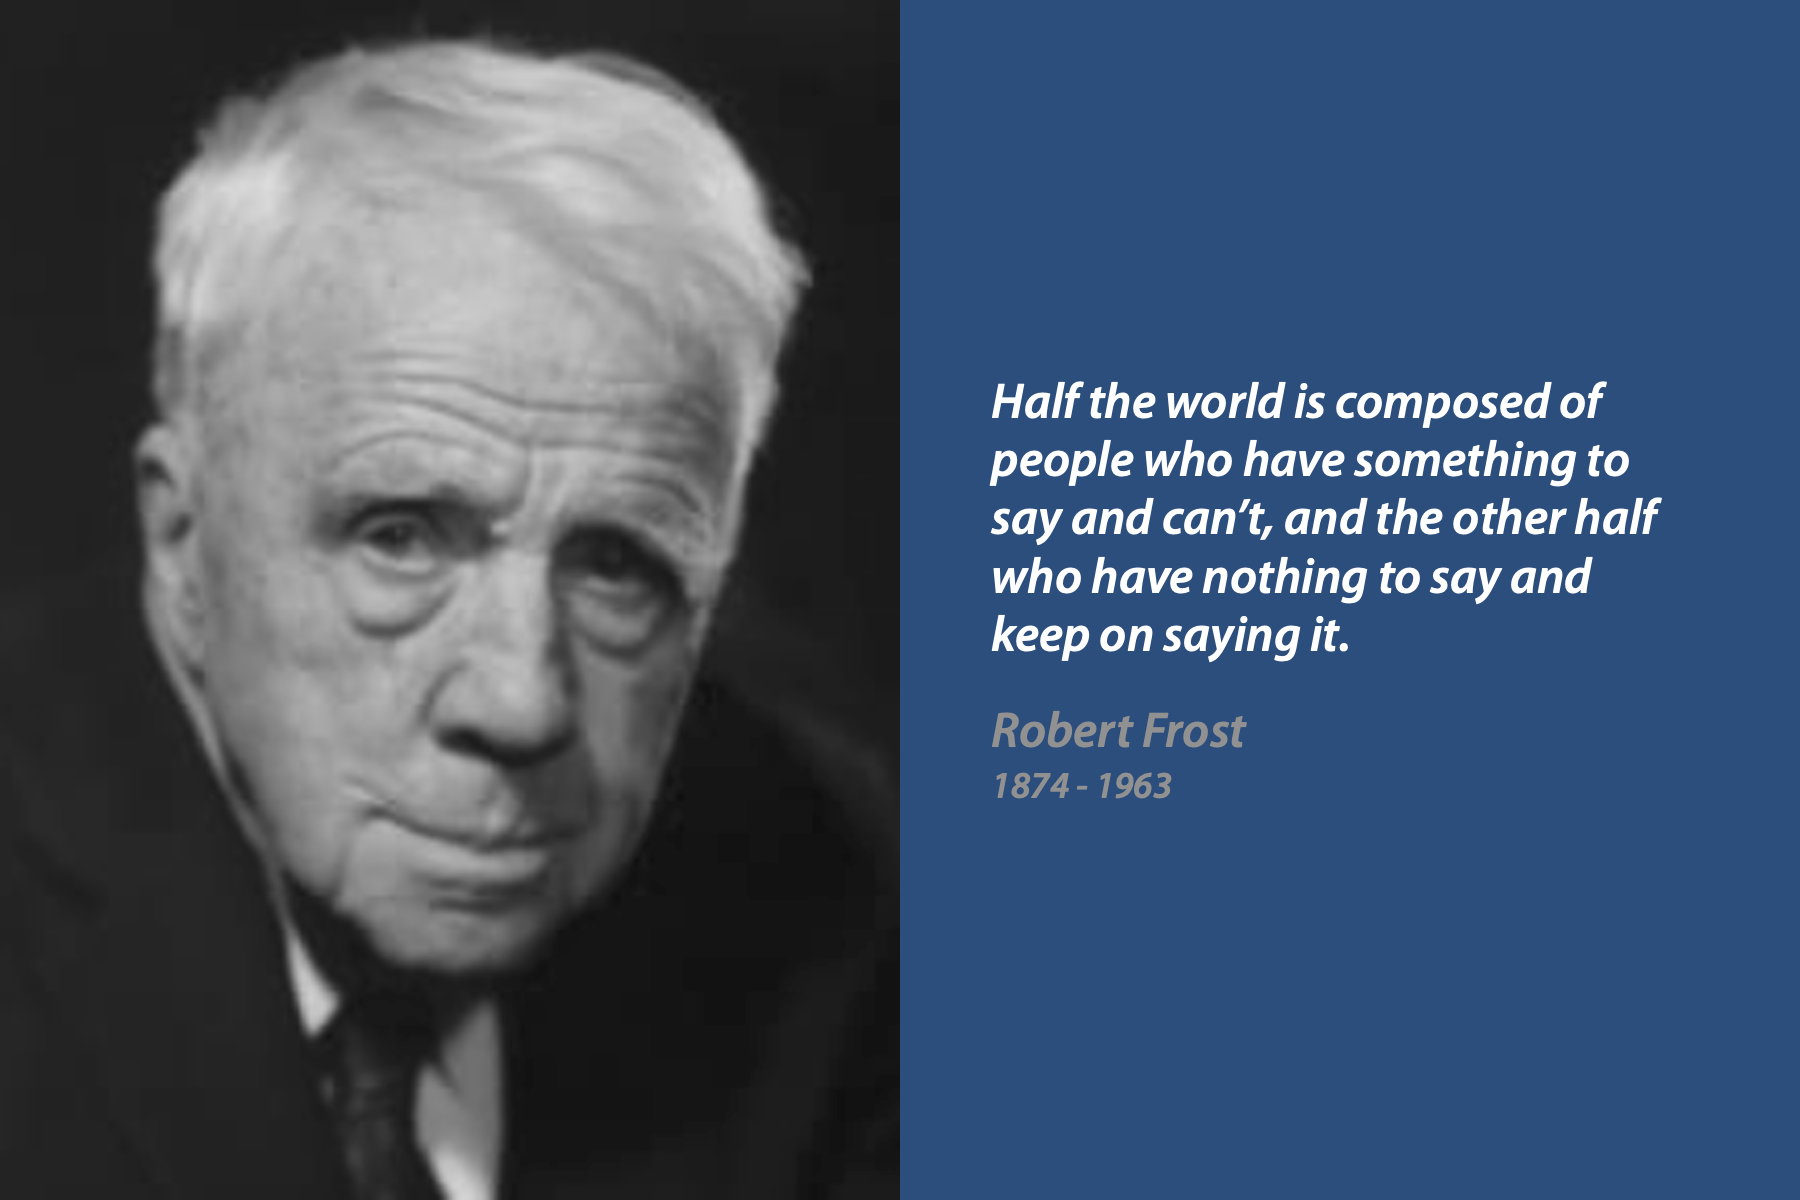 Half the world is composed of
people who have something to
say and can’t, and the other half
who have nothing to say and
keep on saying it.
Robert Frost
1874 - 1963